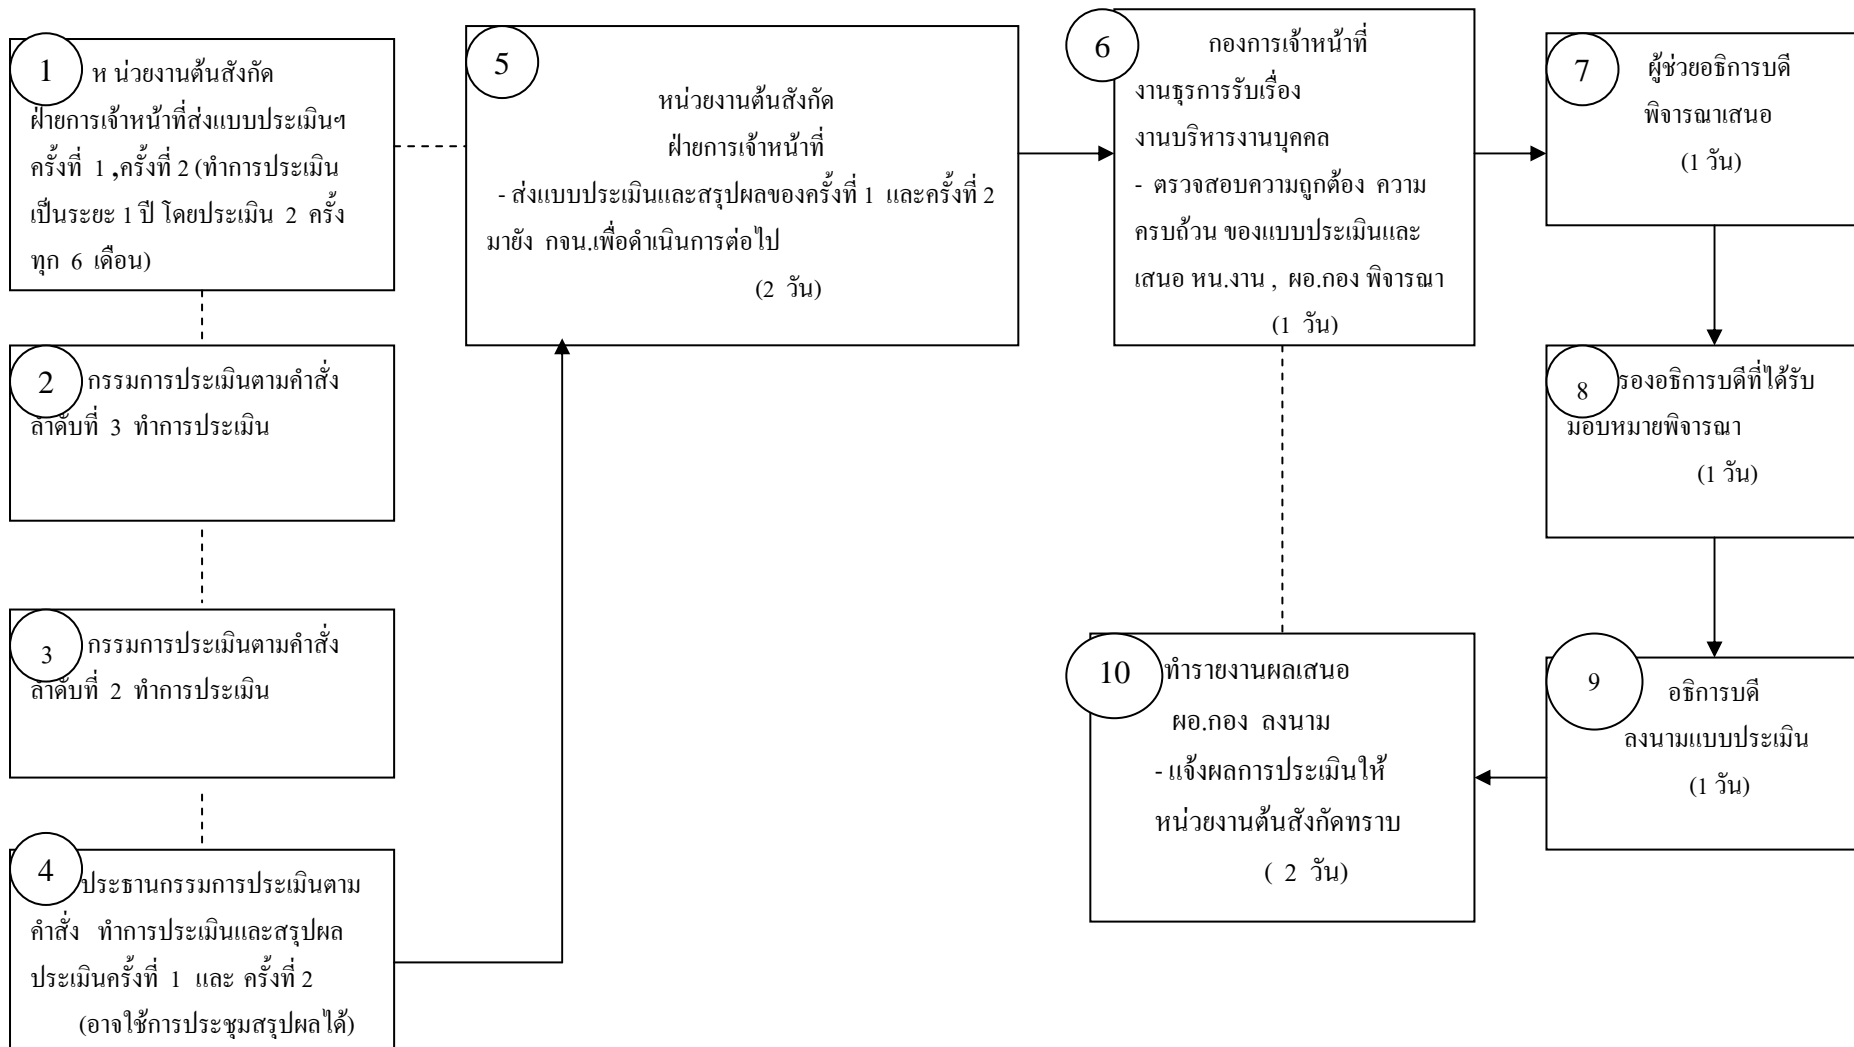 1
ห น่วยงานต้นสังกัด
ฝ่ายการเจ้าหน้าที่ส่งแบบประเมินฯ
ครั้งที่ 1 ,ครั้งที่ 2 (ทำการประเมิน
เป็นระยะ 1 ปี โดยประเมิน 2 ครั้ง
ทุก 6 เดือน)
2
กรรมการประเมินตามคำสั่ง
ลำดับที่ 3 ทำการประเมิน
3
กรรมการประเมินตามคำสั่ง
ลำดับที่ 2 ทำการประเมิน
4
ประธานกรรมการประเมินตาม
คำสั่ง ทำการประเมินและสรุปผล
ประเมินครั้งที่ 1 และ ครั้งที่ 2
(อาจใช้การประชุมสรุปผลได้)
5
หน่วยงานต้นสังกัด
ฝ่ายการเจ้าหน้าที่
- ส่งแบบประเมินและสรุปผลของครั้งที่ 1 และครั้งที่ 2
มายัง กจน.เพื่อดำเนินการต่อไป
(2 วัน)
6
กองการเจ้าหน้าที่
งานธุรการรับเรื่อง
งานบริหารงานบุคคล
- ตรวจสอบความถูกต้อง ความ
ครบถ้วน ของแบบประเมินและ
เสนอ หน.งาน , ผอ.กอง พิจารณา
(1 วัน)
7
ผู้ช่วยอธิการบดี
พิจารณาเสนอ
(1 วัน)
8
รองอธิการบดีที่ได้รับ
มอบหมายพิจารณา
(1 วัน)
9
อธิการบดี
ลงนามแบบประเมิน
(1 วัน)
10
ทำรายงานผลเสนอ
ผอ.กอง ลงนาม
- แจ้งผลการประเมินให้
หน่วยงานต้นสังกัดทราบ
( 2 วัน)